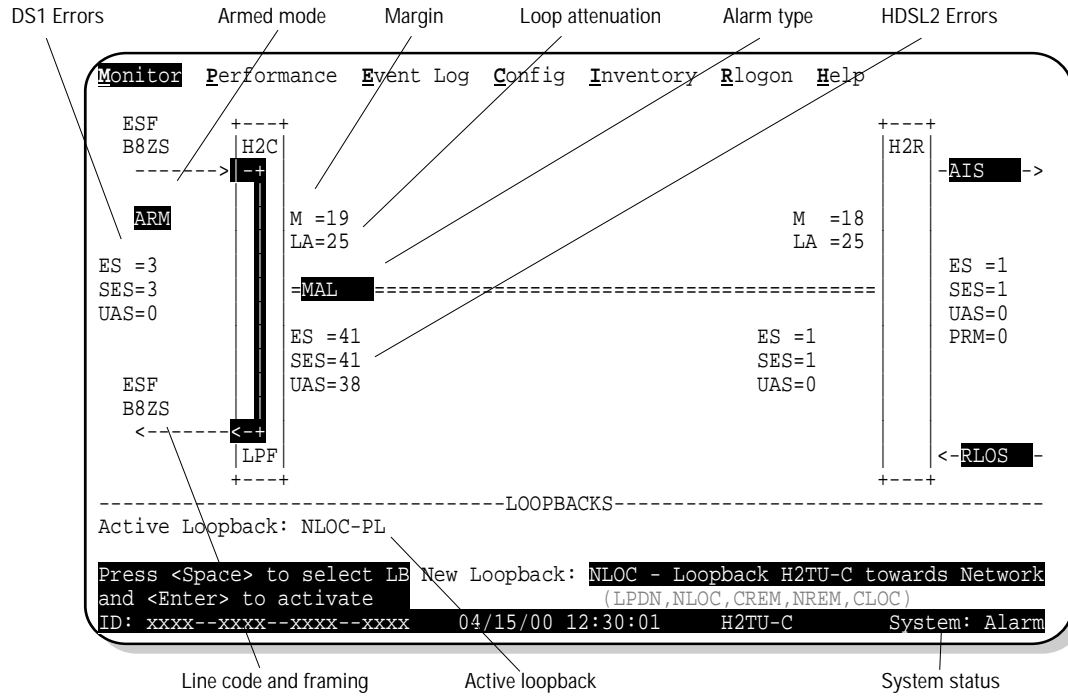 DS1 Errors Armed mode Margin Loop attenuation Alarm type HDSL2 Errors
Monitor Performance Event Log Config Inventory Rlogon Help
ESF +---+ +---+
B8ZS |H2C| |H2R|
-------->|-+ | | |-AIS ->
ARM M =19 M =18
LA=25 LA =25
ES =3 ES =1
SES=3 =MAL ============================================ SES=1
UAS=0 UAS=0
ES =41 ES =1 PRM=0
SES=41 SES=1
ESF UAS=38 UAS=0
B8ZS
<-------<-+
|LPF| |<-RLOS -
+---+ +---+
------------------------------LOOPBACKS--------------------------------
Active Loopback: NLOC-PL
Press <Space> to select LB New Loopback: NLOC - Loopback H2TU-C towards Network
and <Enter> to activate (LPDN,NLOC,CREM,NREM,CLOC)
ID: xxxx--xxxx--xxxx--xxxx 04/15/00 12:30:01 H2TU-C System: Alarm
Line code and framing Active loopback System status